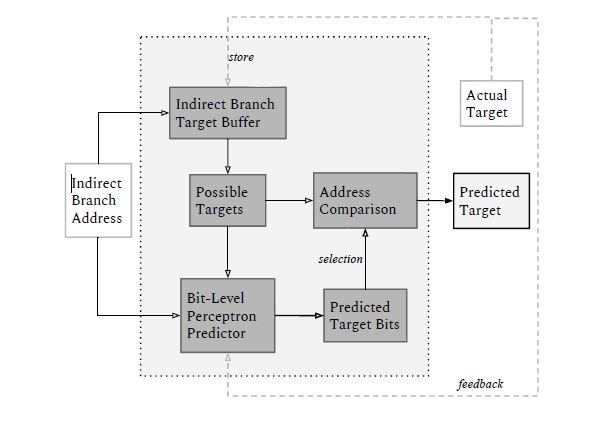 store
Indirect Branch
Target Buffer
Actual
Target
Indirect
Branch
Address
Possible
Targets
Address
Comparison
Predicted
Target
selection
Bit-Level
Perceptron
Predictor
Predicted
Target Bits
feedback